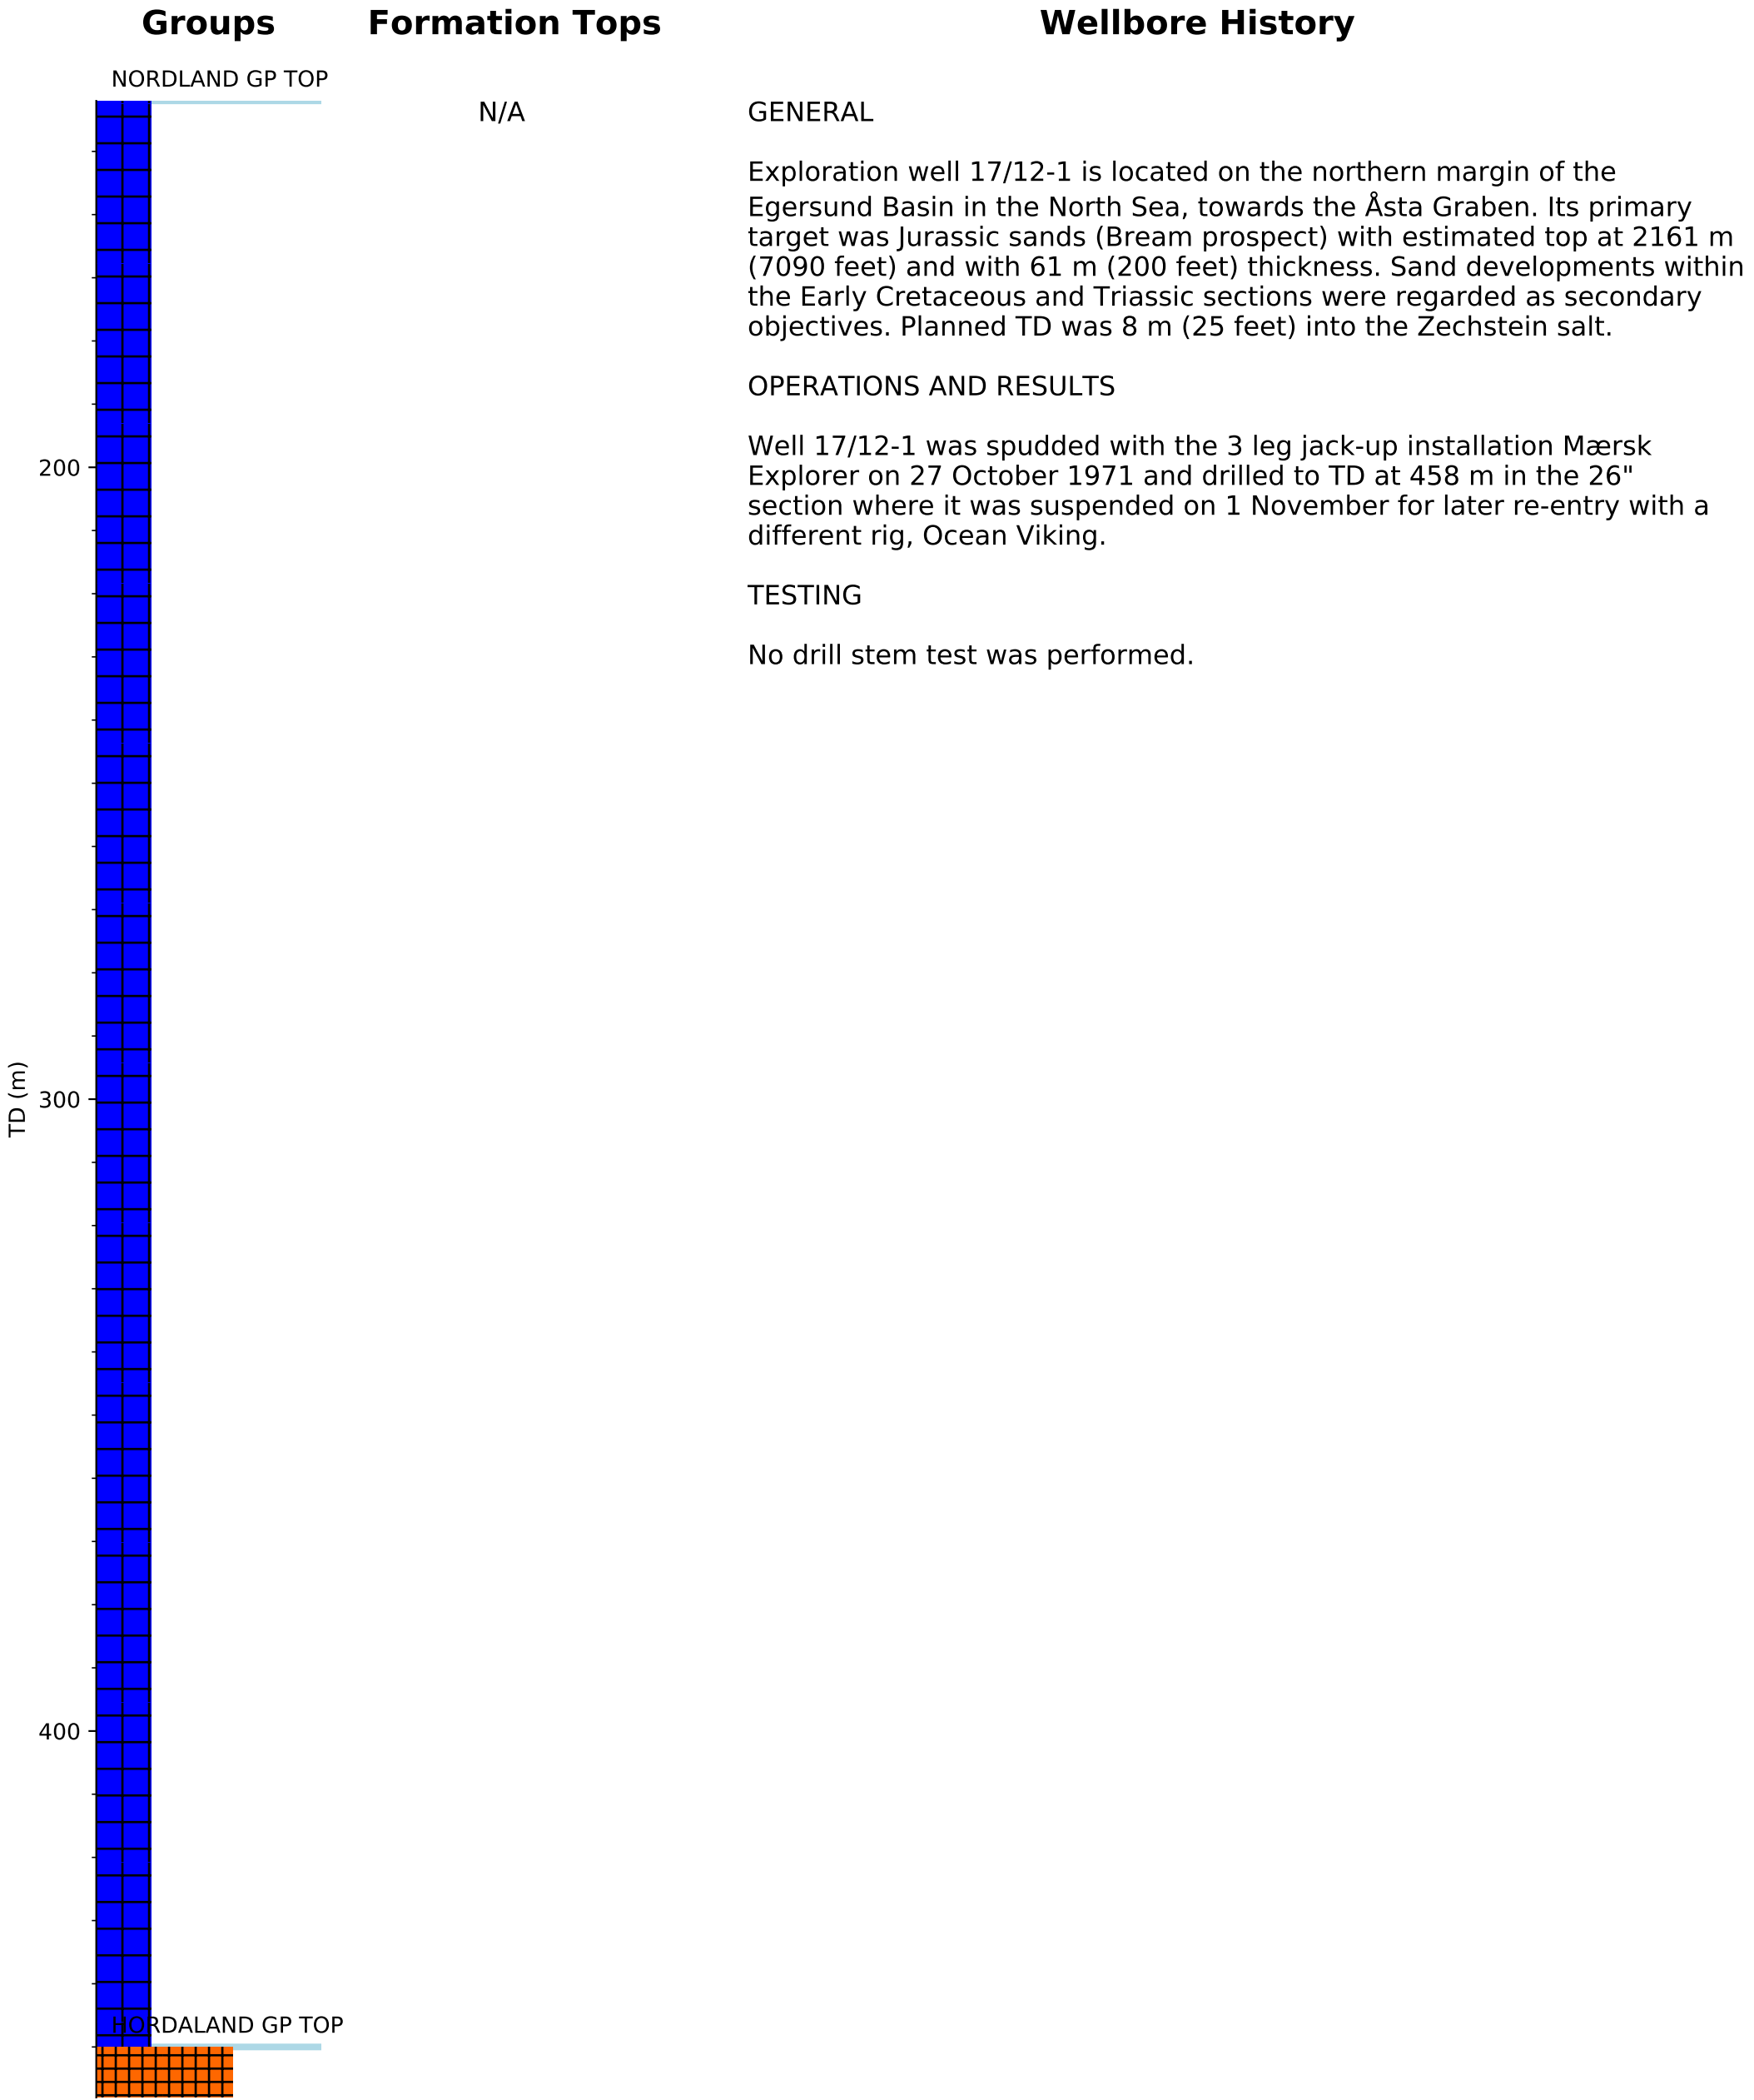 Groups
Formation Tops
Wellbore History
NORDLAND GP TOP
N/A
GENERAL
Exploration well 17/12-1 is located on the northern margin of the
Egersund Basin in the North Sea, towards the Åsta Graben. Its primary
target was Jurassic sands (Bream prospect) with estimated top at 2161 m
(7090 feet) and with 61 m (200 feet) thickness. Sand developments within
the Early Cretaceous and Triassic sections were regarded as secondary
objectives. Planned TD was 8 m (25 feet) into the Zechstein salt.
OPERATIONS AND RESULTS
Well 17/12-1 was spudded with the 3 leg jack-up installation Mærsk
Explorer on 27 October 1971 and drilled to TD at 458 m in the 26"
section where it was suspended on 1 November for later re-entry with a
different rig, Ocean Viking.
TESTING
No drill stem test was performed.
200
300
TD (m)
400
HORDALAND GP TOP